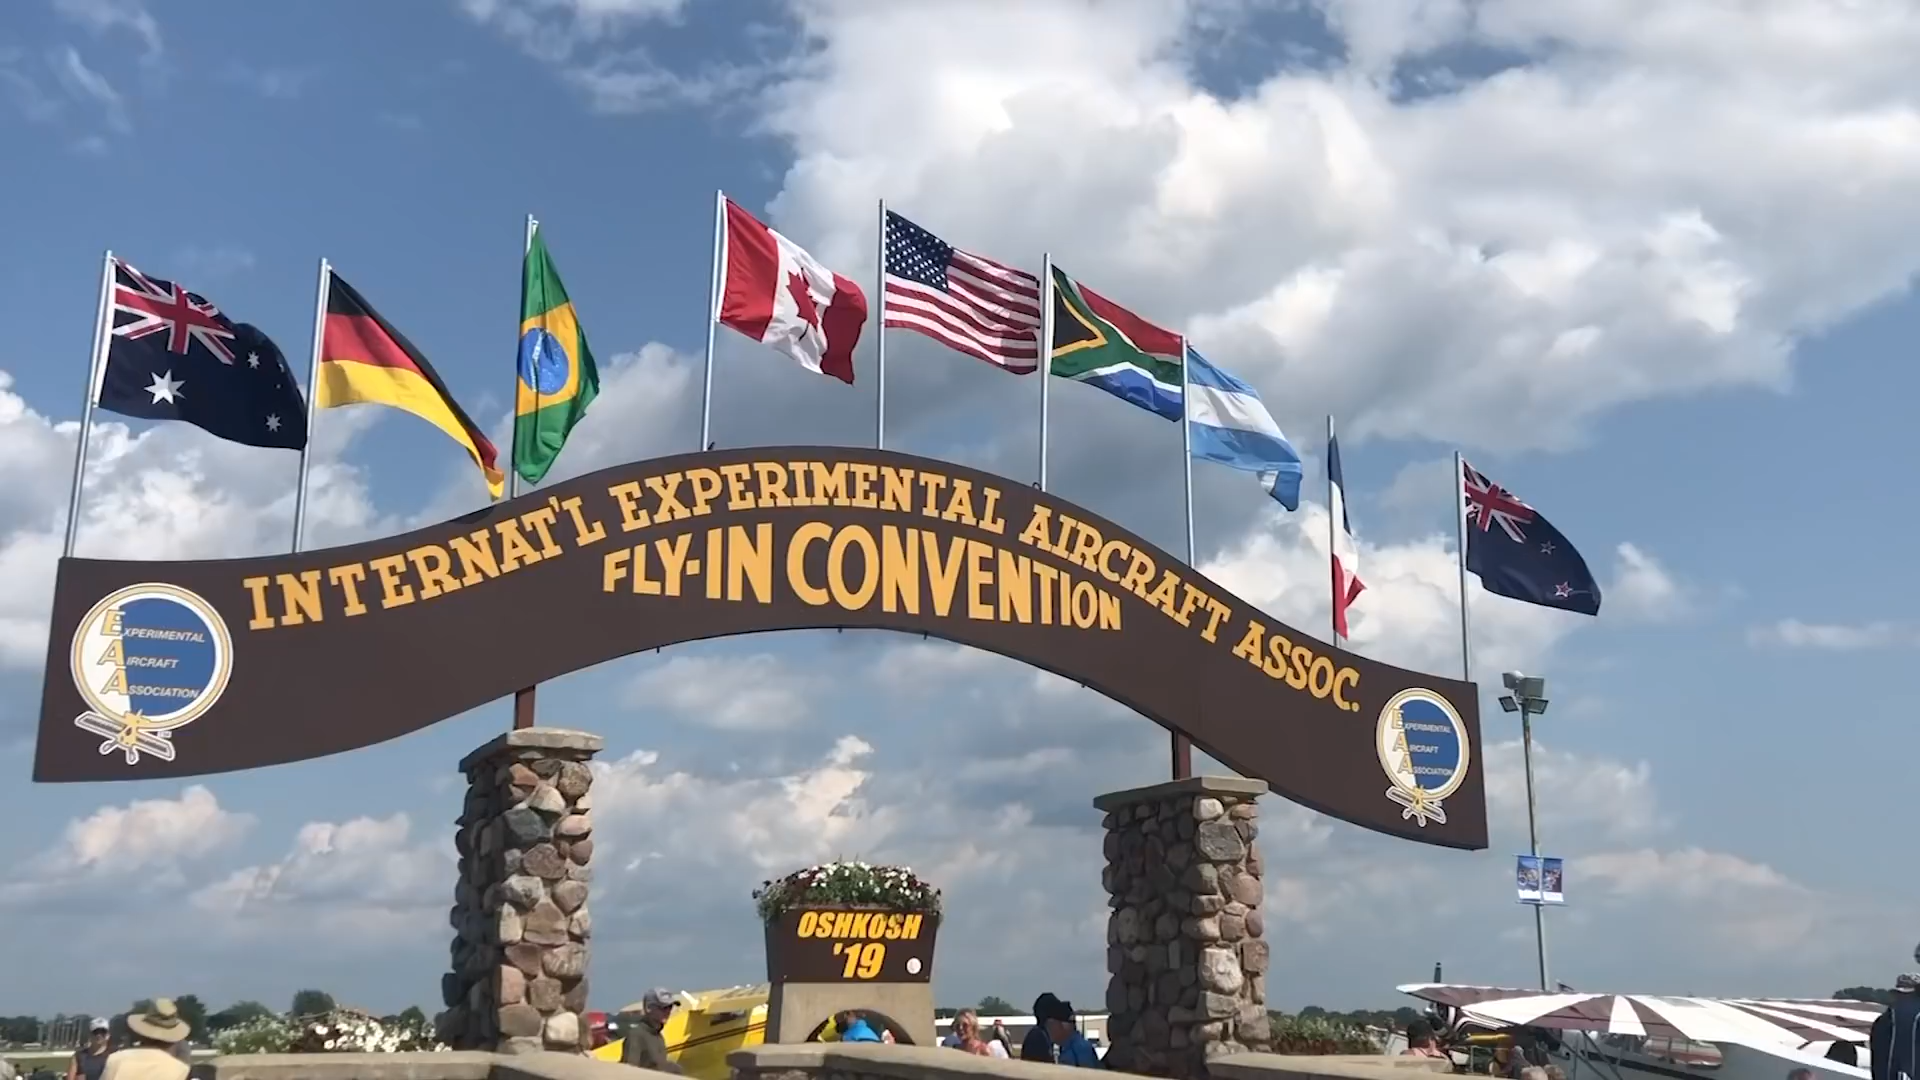 INTERNAT'L EXPERIMENTAL AIRCRAFT ASSOC.
FLY-IN CONVENTION
EXPERIMENTAL
AIRCRAFT
ASSOCIATION
EXPERIMENTAL
AIRCRAFT
ASSOCIATION
OSHKOSH
'19